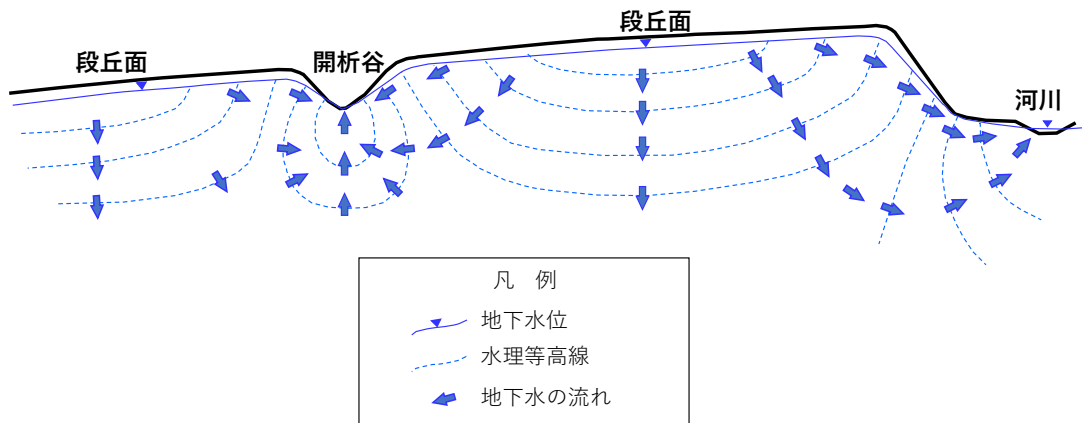 段丘面
段丘面
開析谷
河川
凡　例
地下水位
水理等高線
地下水の流れ